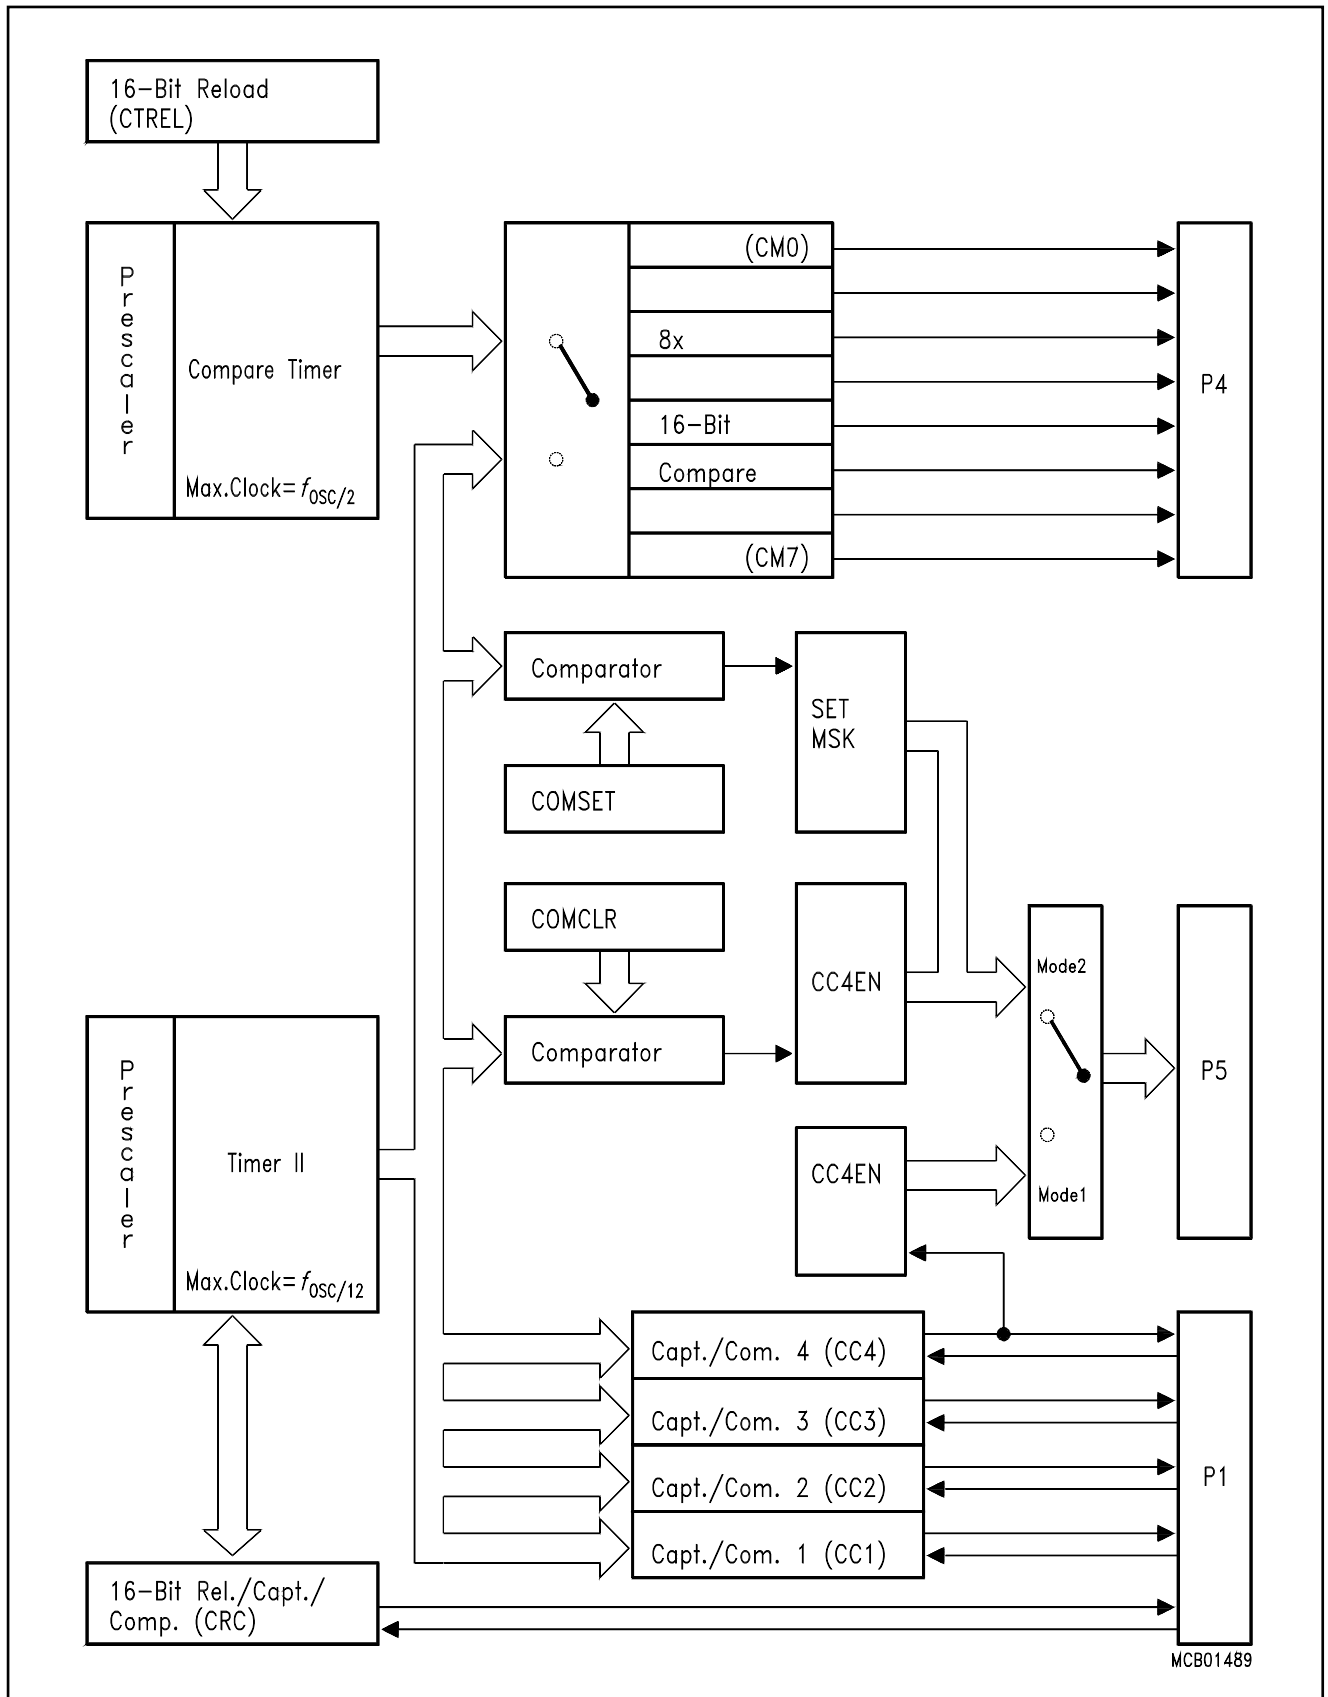 16-Bit Reload
(CTREL)
Prescaler
Compare Timer
Max.Clock=fOSC/2
(CM0)
8x
16-Bit
Compare
(CM7)
P4
Comparator
SET
MSK
COMSET
COMCLR
CC4EN
Comparator
Mode2
P5
Prescaler
Timer II
Max.Clock=fOSC/12
CC4EN
Mode1
Capt./Com. 4 (CC4)
Capt./Com. 3 (CC3)
Capt./Com. 2 (CC2)
Capt./Com. 1 (CC1)
P1
16-Bit Rel./Capt./
Comp. (CRC)
MCB01489